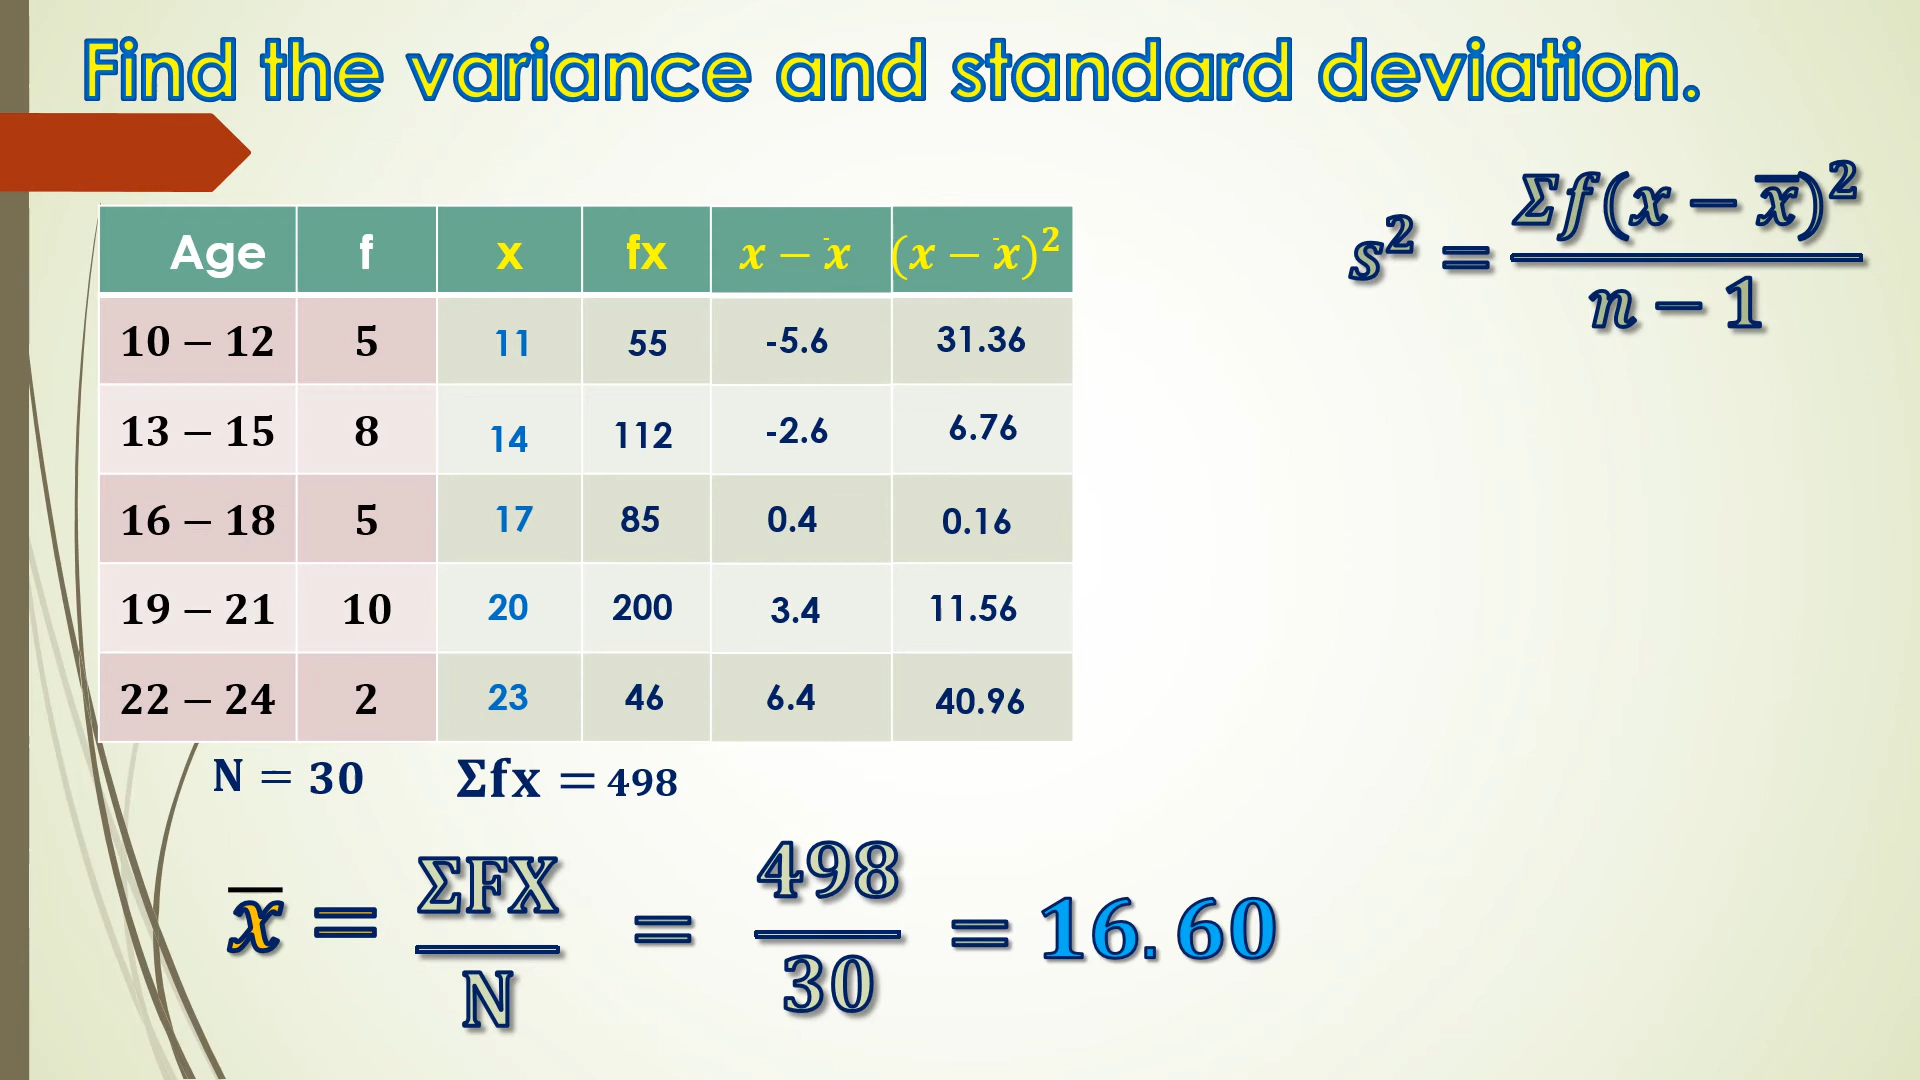 Find the variance and standard deviation.
s² = Σf(x − x̅)² / n − 1
Age f x fx x − x̄ (x − x̄)²
10 − 12 5 11 55 -5.6 31.36
13 − 15 8 14 112 -2.6 6.76
16 − 18 5 17 85 0.4 0.16
19 − 21 10 20 200 3.4 11.56
22 − 24 2 23 46 6.4 40.96
N = 30 Σfx = 498
x̅ = ΣFX / N = 498 / 30 = 16.60